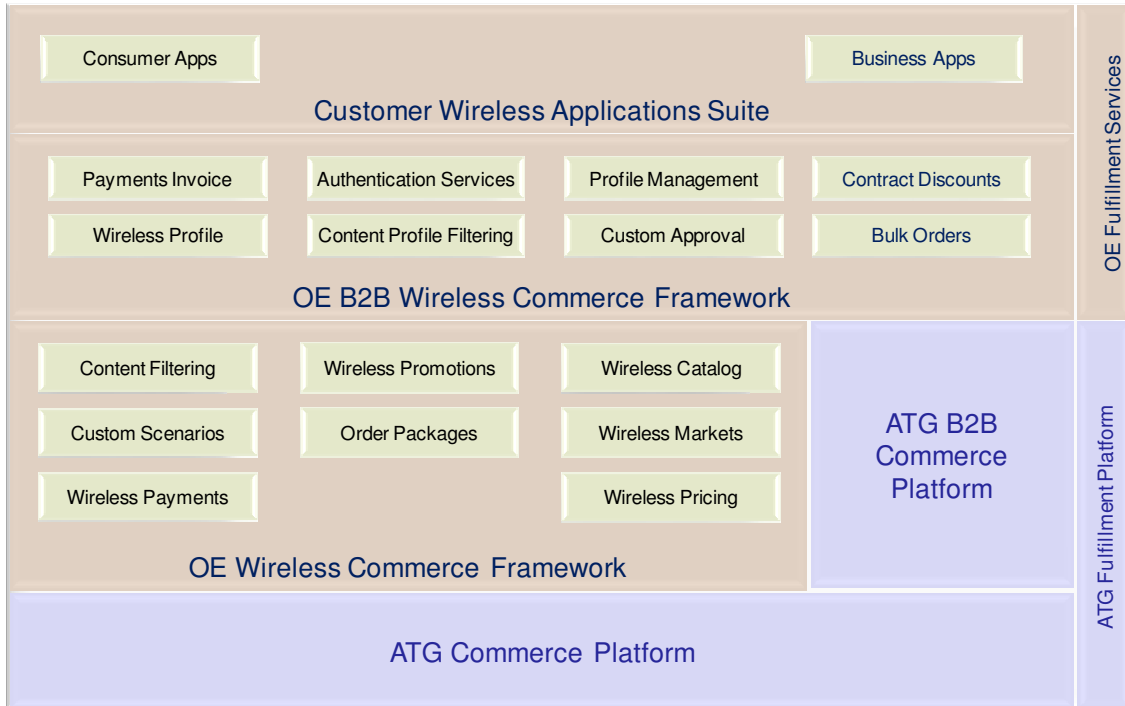 Consumer Apps
Business Apps
Customer Wireless Applications Suite
Payments Invoice
Authentication Services
Profile Management
Contract Discounts
Wireless Profile
Content Profile Filtering
Custom Approval
Bulk Orders
OE B2B Wireless Commerce Framework
OE Fulfillment Services
Content Filtering
Wireless Promotions
Wireless Catalog
Custom Scenarios
Order Packages
Wireless Markets
Wireless Payments
Wireless Pricing
OE Wireless Commerce Framework
ATG B2B
Commerce
Platform
ATG Fulfillment Platform
ATG Commerce Platform